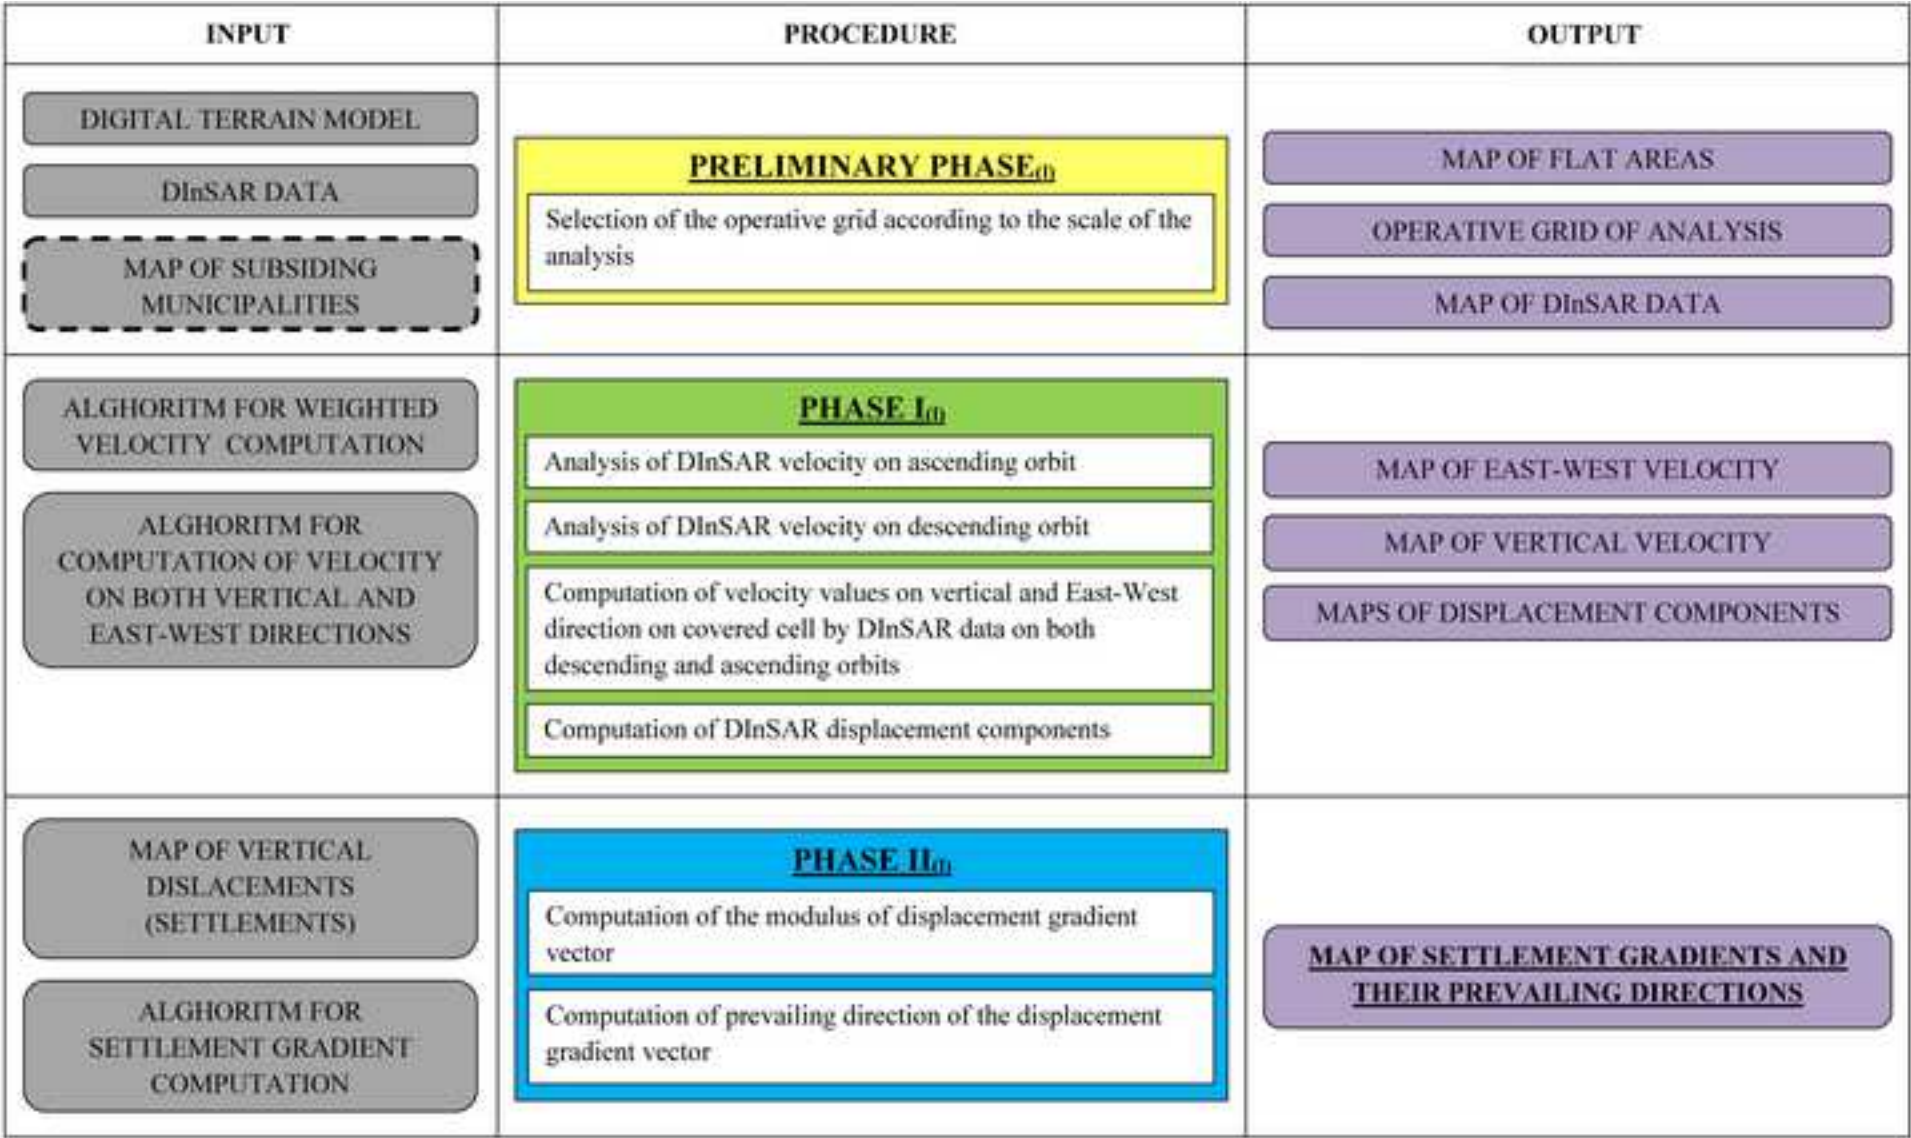 INPUT
PROCEDURE
OUTPUT
DIGITAL TERRAIN MODEL
DInSAR DATA
MAP OF SUBSIDING
MUNICIPALITIES
PRELIMINARY PHASE(I)
Selection of the operative grid according to the scale of the
analysis
MAP OF FLAT AREAS
OPERATIVE GRID OF ANALYSIS
MAP OF DInSAR DATA
ALGHORITM FOR WEIGHTED
VELOCITY COMPUTATION
ALGHORITM FOR
COMPUTATION OF VELOCITY
ON BOTH VERTICAL AND
EAST-WEST DIRECTIONS
PHASE I(I)
Analysis of DInSAR velocity on ascending orbit
Analysis of DInSAR velocity on descending orbit
Computation of velocity values on vertical and East-West
direction on covered cell by DInSAR data on both
descending and ascending orbits
Computation of DInSAR displacement components
MAP OF EAST-WEST VELOCITY
MAP OF VERTICAL VELOCITY
MAPS OF DISPLACEMENT COMPONENTS
MAP OF VERTICAL
DISLACEMENTS
(SETTLEMENTS)
ALGHORITM FOR
SETTLEMENT GRADIENT
COMPUTATION
PHASE II(I)
Computation of the modulus of displacement gradient
vector
Computation of prevailing direction of the displacement
gradient vector
MAP OF SETTLEMENT GRADIENTS AND
THEIR PREVAILING DIRECTIONS